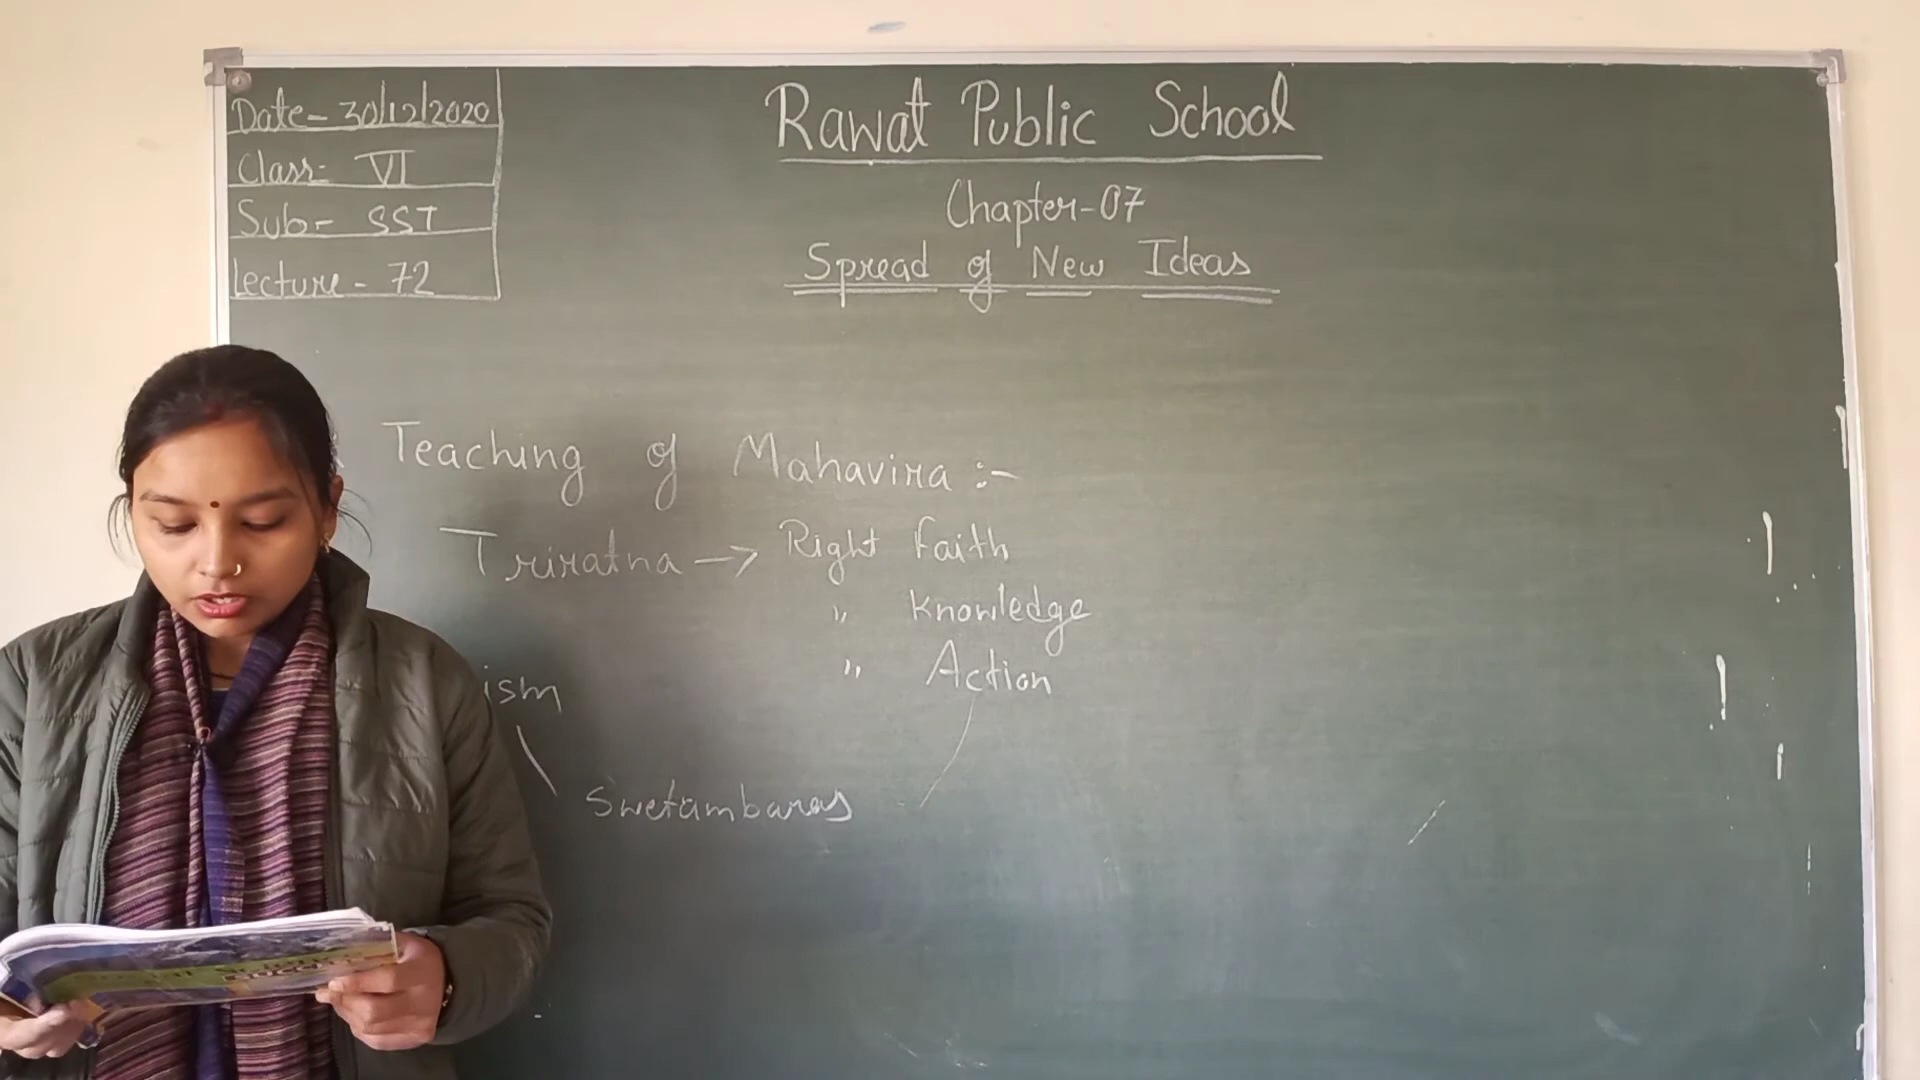 Date- 30/12/2020
Class- VI
Sub- SST
Lecture - 72
Rawat Public School
Chapter-07
Spread of New Ideas
Teaching of Mahavira :-
Triratna → Right Faith
" Knowledge
" Action
ism
Swetambaras